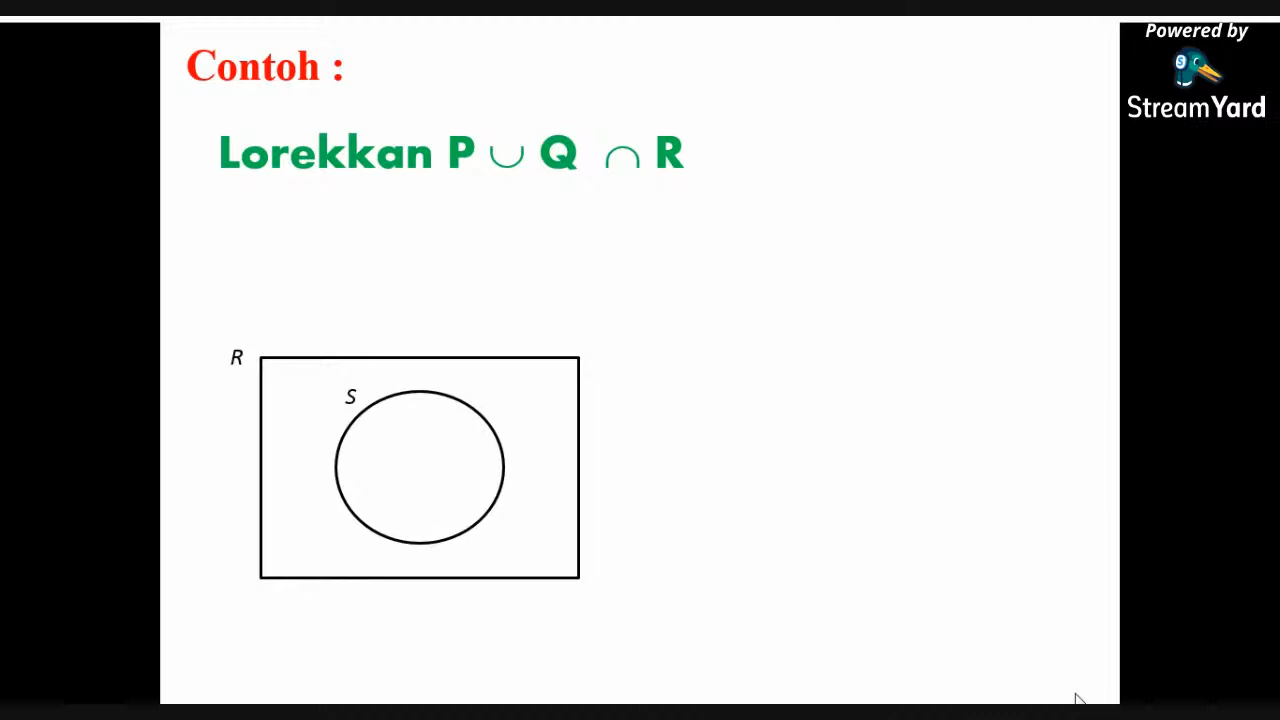 Powered by
StreamYard
Contoh :
Lorekkan P ∪ Q ∩ R
R
S